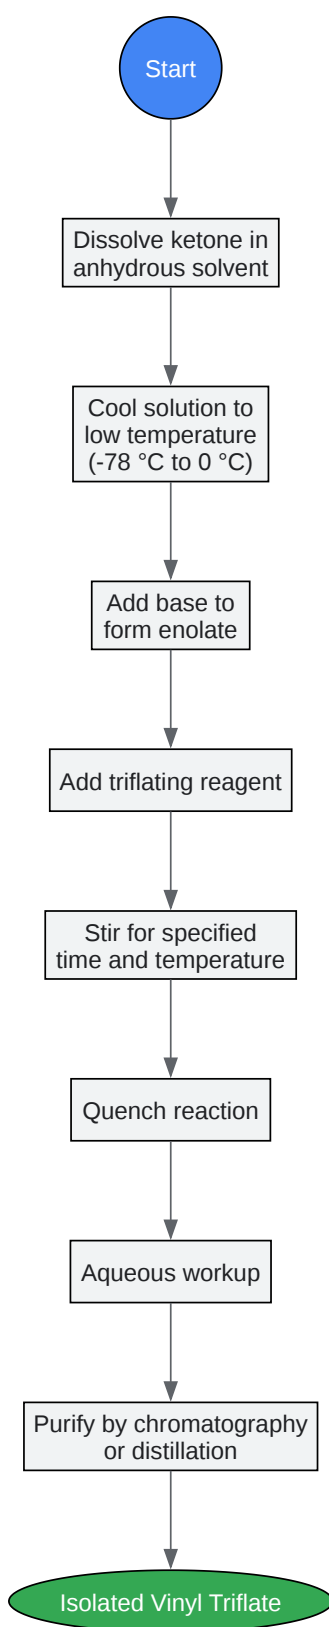 Start
Dissolve ketone in
anhydrous solvent
Cool solution to
low temperature
(-78 °C to 0 °C)
Add base to
form enolate
Add triflating reagent
Stir for specified
time and temperature
Quench reaction
Aqueous workup
Purify by chromatography
or distillation
Isolated Vinyl Triflate